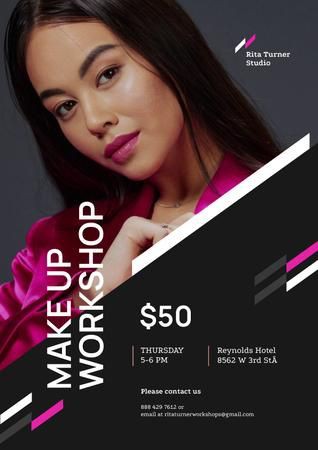 Rita Turner
Studio
MAKE UP
WORKSHOP
$50
THURSDAY
5-6 PM
Reynolds Hotel
8562 W 3rd StÂ
Please contact us
888 429 7612 or
email at ritaturnerworkshops@gmail.com